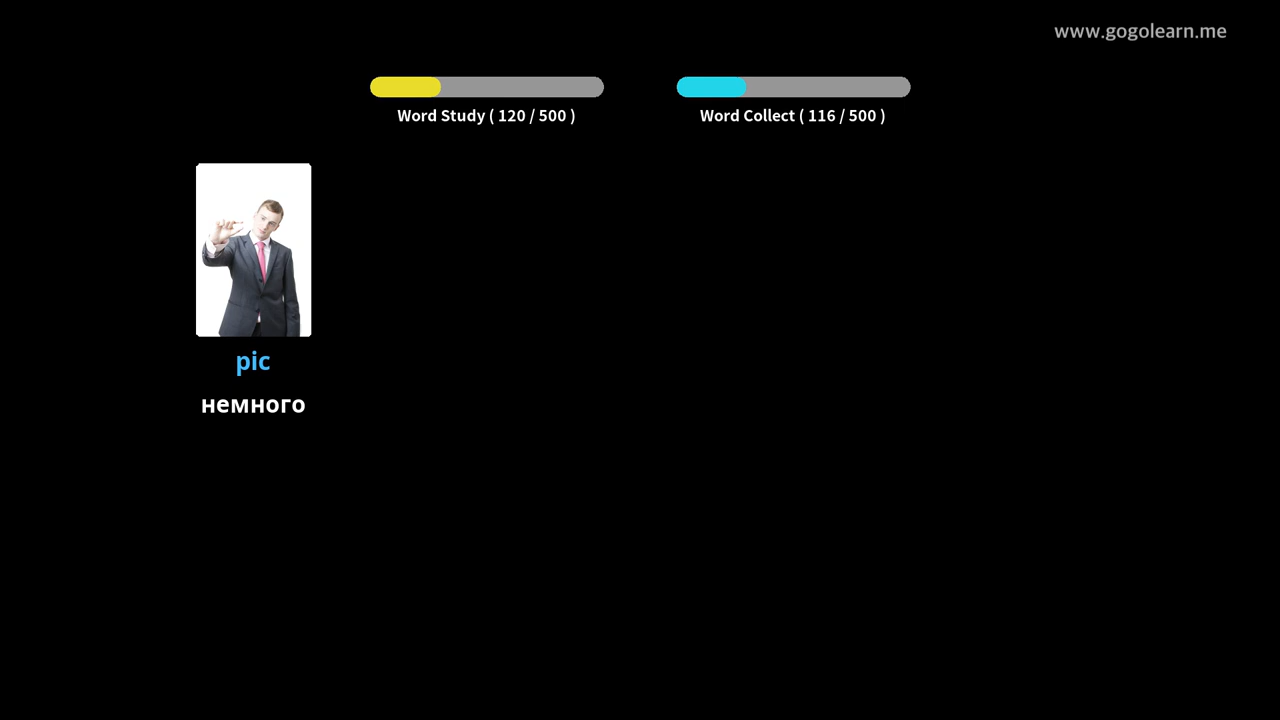 www.gogolearn.me
Word Study ( 120 / 500 )
Word Collect ( 116 / 500 )
pic
немного